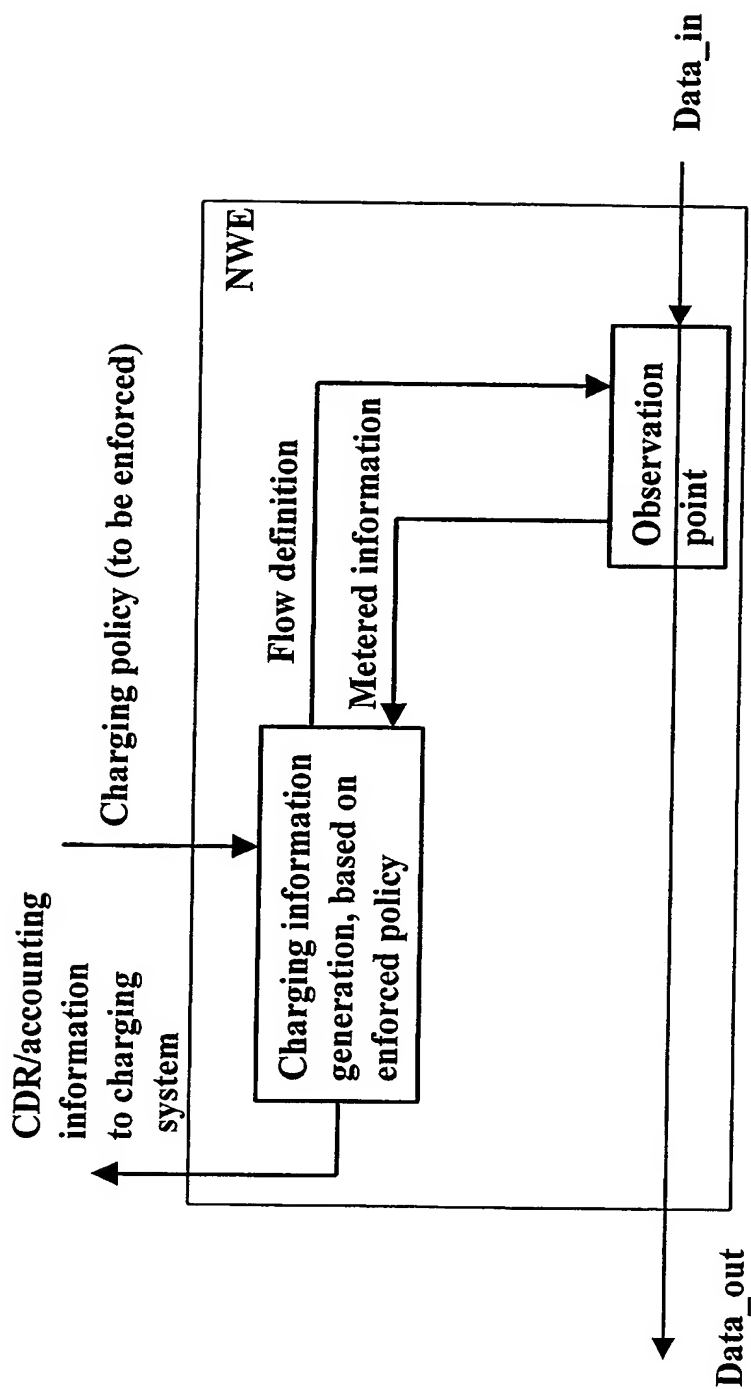 CDR/accounting
information
to charging
system
Charging policy (to be enforced)
NWE
Charging information
generation, based on
enforced policy
Flow definition
Metered information
Observation
point
Data_out
Data_in